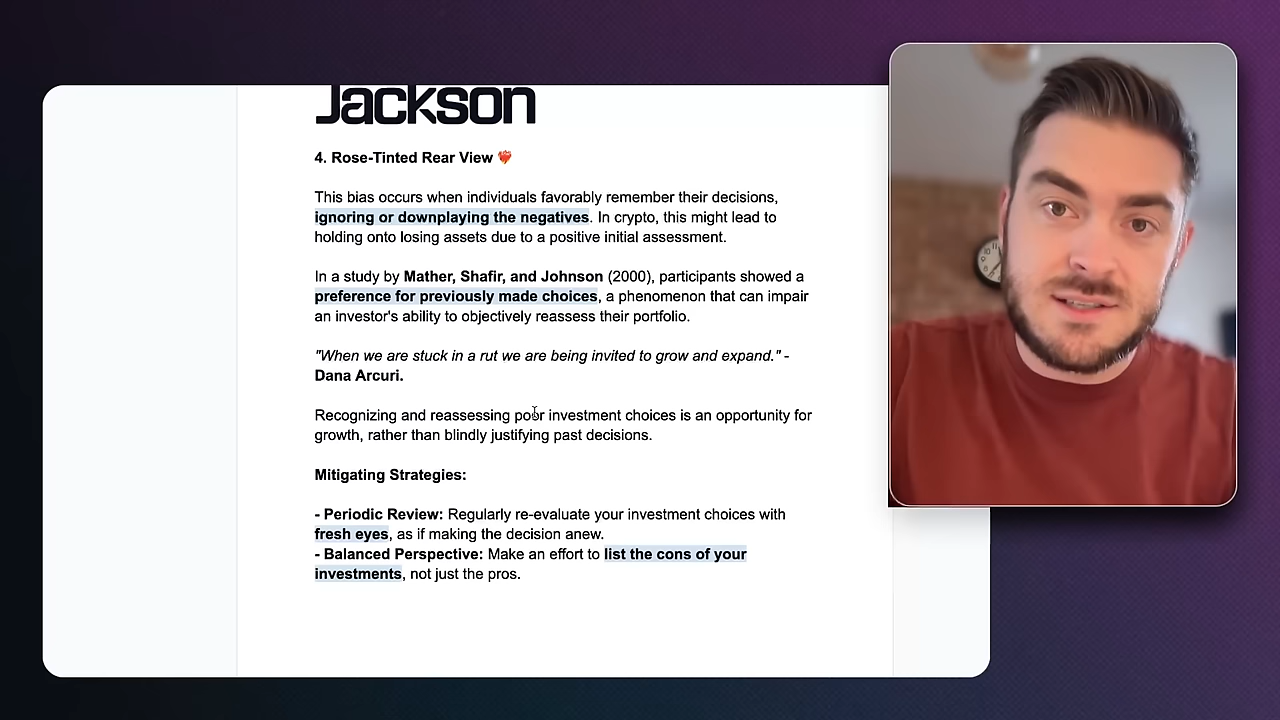 Jackson
4. Rose-Tinted Rear View ❤️‍🔥
This bias occurs when individuals favorably remember their decisions,
ignoring or downplaying the negatives. In crypto, this might lead to
holding onto losing assets due to a positive initial assessment.
In a study by Mather, Shafir, and Johnson (2000), participants showed a
preference for previously made choices, a phenomenon that can impair
an investor's ability to objectively reassess their portfolio.
"When we are stuck in a rut we are being invited to grow and expand." -
Dana Arcuri.
Recognizing and reassessing poor investment choices is an opportunity for
growth, rather than blindly justifying past decisions.
Mitigating Strategies:
- Periodic Review: Regularly re-evaluate your investment choices with
fresh eyes, as if making the decision anew.
- Balanced Perspective: Make an effort to list the cons of your
investments, not just the pros.